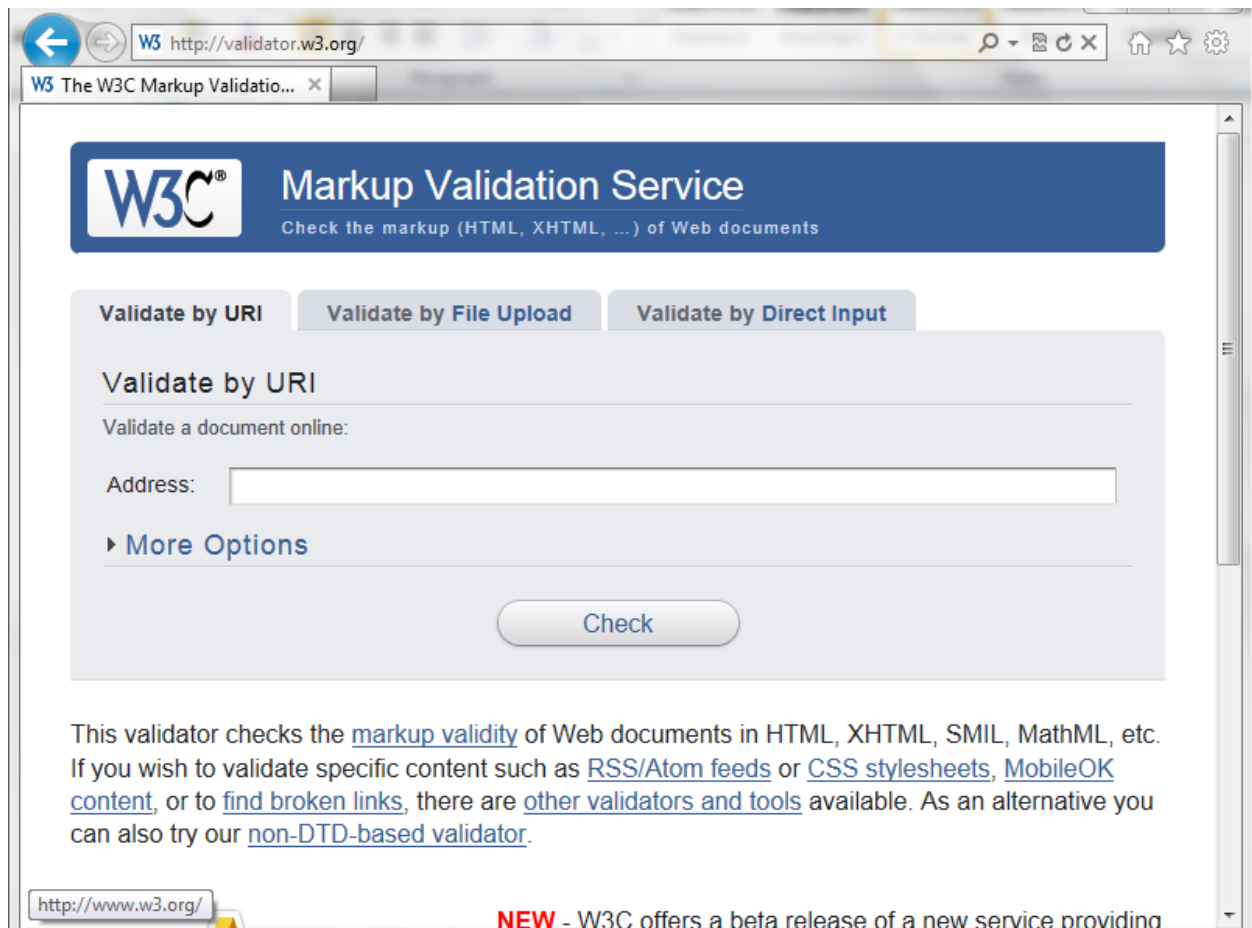 W3 http://validator.w3.org/
W3 The W3C Markup Validatio...
W3C®
Markup Validation Service
Check the markup (HTML, XHTML, ...) of Web documents
Validate by URI Validate by File Upload Validate by Direct Input
Validate by URI
Validate a document online:
Address:
More Options
Check
This validator checks the markup validity of Web documents in HTML, XHTML, SMIL, MathML, etc.
If you wish to validate specific content such as RSS/Atom feeds or CSS stylesheets, MobileOK
content, or to find broken links, there are other validators and tools available. As an alternative you
can also try our non-DTD-based validator.
http://www.w3.org/
NEW - W3C offers a beta release of a new service providing